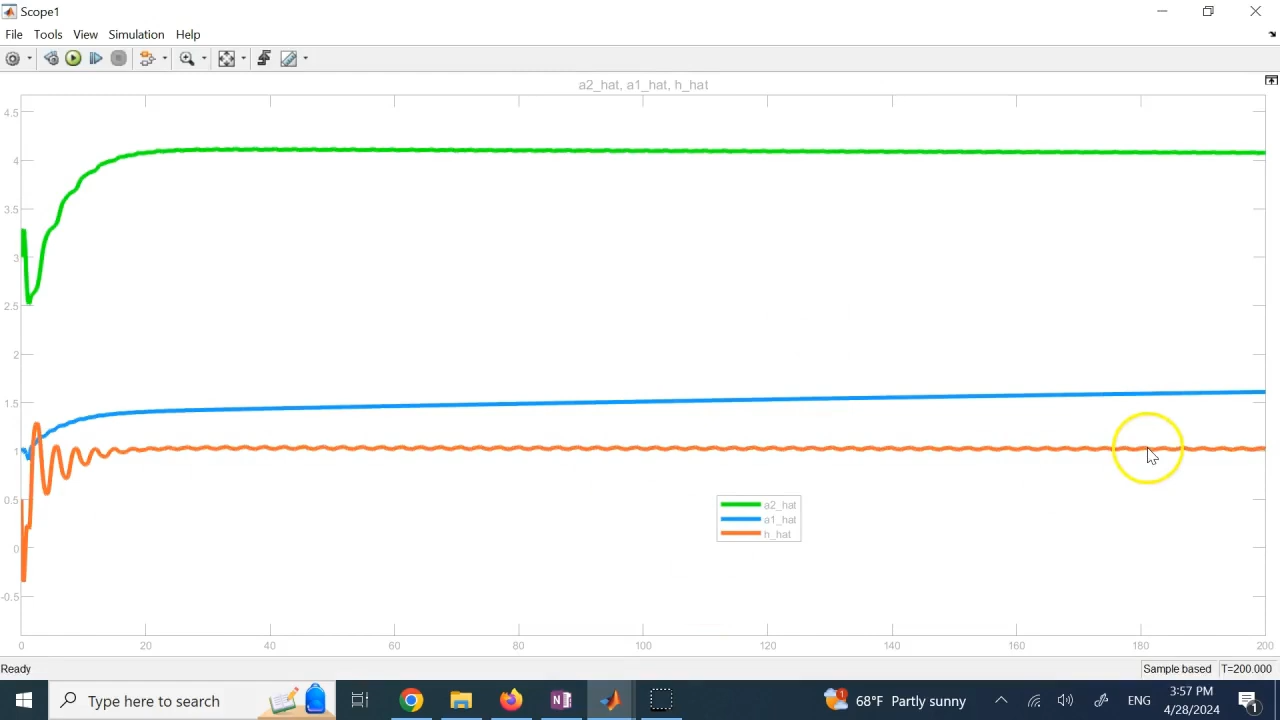 Scope1
File Tools View Simulation Help
a2_hat, a1_hat, h_hat
4.5
4
3.5
3
2.5
2
1.5
1
0.5
0
-0.5
a2_hat
a1_hat
h_hat
0 20 40 60 80 100 120 140 160 180 200
Ready
Sample based T=200.000
Type here to search
N
1
68°F Partly sunny
ENG
3:57 PM
4/28/2024
1